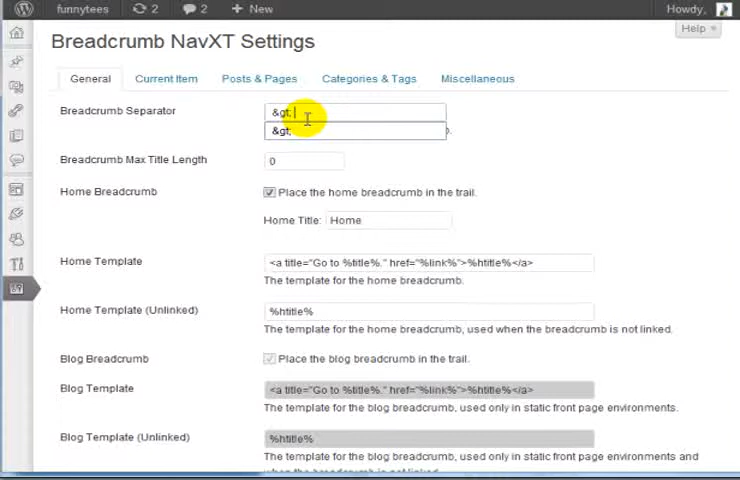 funnytees 2 2 + New Howdy,
Breadcrumb NavXT Settings
Help
General Current Item Posts & Pages Categories & Tags Miscellaneous
Breadcrumb Separator &gt;
&gt;
Breadcrumb Max Title Length 0
Home Breadcrumb Place the home breadcrumb in the trail.
Home Title: Home
Home Template <a title="Go to %title%." href="%link%">%htitle%</a>
The template for the home breadcrumb.
Home Template (Unlinked) %htitle%
The template for the home breadcrumb, used when the breadcrumb is not linked.
Blog Breadcrumb Place the blog breadcrumb in the trail.
Blog Template <a title="Go to %title%." href="%link%">%htitle%</a>
The template for the blog breadcrumb, used only in static front page environments.
Blog Template (Unlinked) %htitle%
The template for the blog breadcrumb, used only in static front page environments and
when the breadcrumb is not linked.